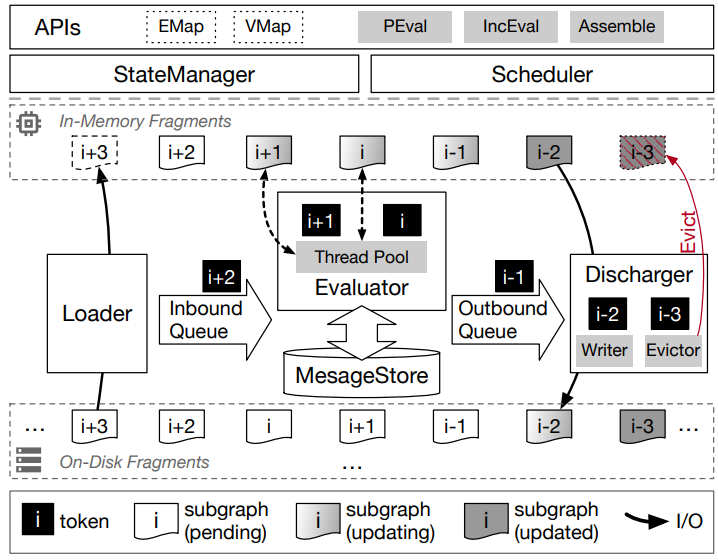 APIs EMap VMap PEval IncEval Assemble
StateManager Scheduler
In-Memory Fragments
i+3 i+2 i+1 i i-1 i-2 i-3
i+1 i
Thread Pool
Evaluator
Loader
i+2
Inbound
Queue
i-1
Outbound
Queue
Evict
Discharger
i-2 i-3
Writer Evictor
MesageStore
... i+3 i+2 i i+1 i-1 i-2 i-3 ...
On-Disk Fragments
...
i token
i subgraph
(pending)
i subgraph
(updating)
i subgraph
(updated)
I/O